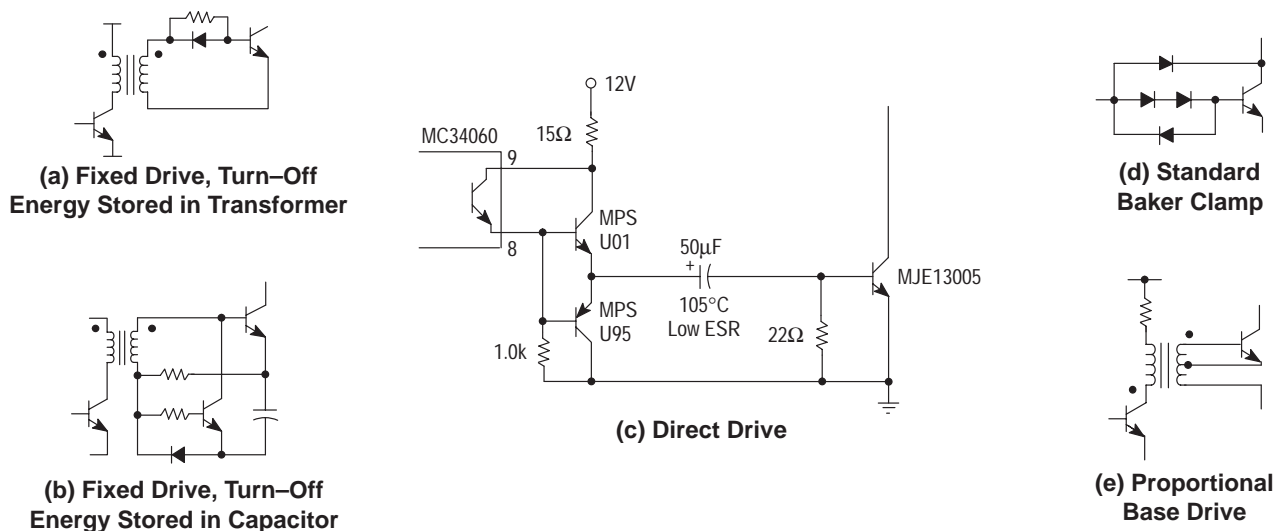 (a) Fixed Drive, Turn–Off
Energy Stored in Transformer
(b) Fixed Drive, Turn–Off
Energy Stored in Capacitor
12V
15Ω
MC34060
9
8
MPS
U01
50µF
+
105°C
Low ESR
MJE13005
MPS
U95
1.0k
22Ω
(c) Direct Drive
(d) Standard
Baker Clamp
(e) Proportional
Base Drive